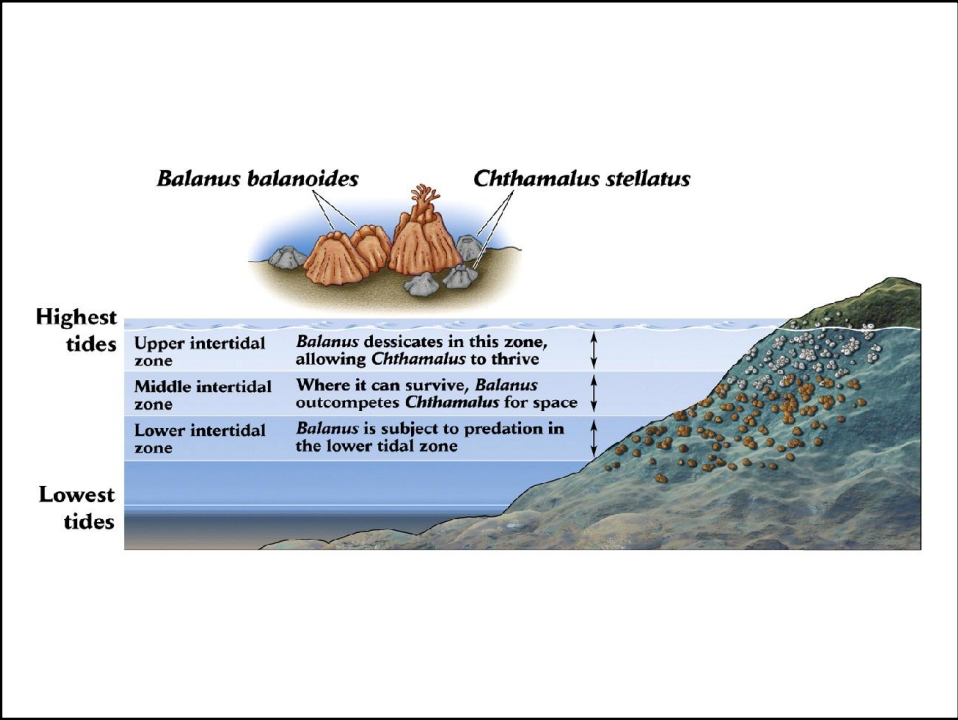 Balanus balanoides
Chthamalus stellatus
Highest
tides
Upper intertidal
zone
Balanus dessicates in this zone,
allowing Chthamalus to thrive
Middle intertidal
zone
Where it can survive, Balanus
outcompetes Chthamalus for space
Lower intertidal
zone
Balanus is subject to predation in
the lower tidal zone
Lowest
tides